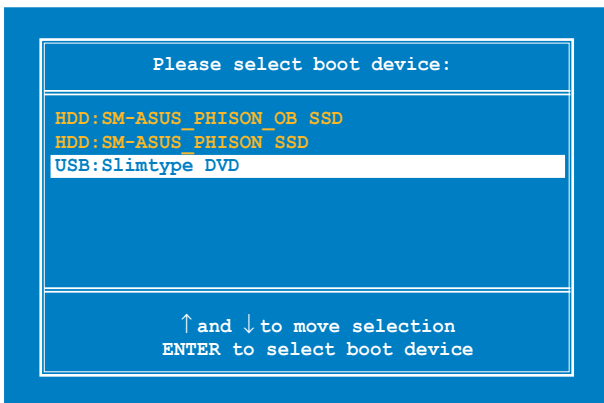 Please select boot device:
HDD:SM-ASUS_PHISON_OB SSD
HDD:SM-ASUS_PHISON SSD
USB:Slimtype DVD
↑and ↓to move selection
ENTER to select boot device